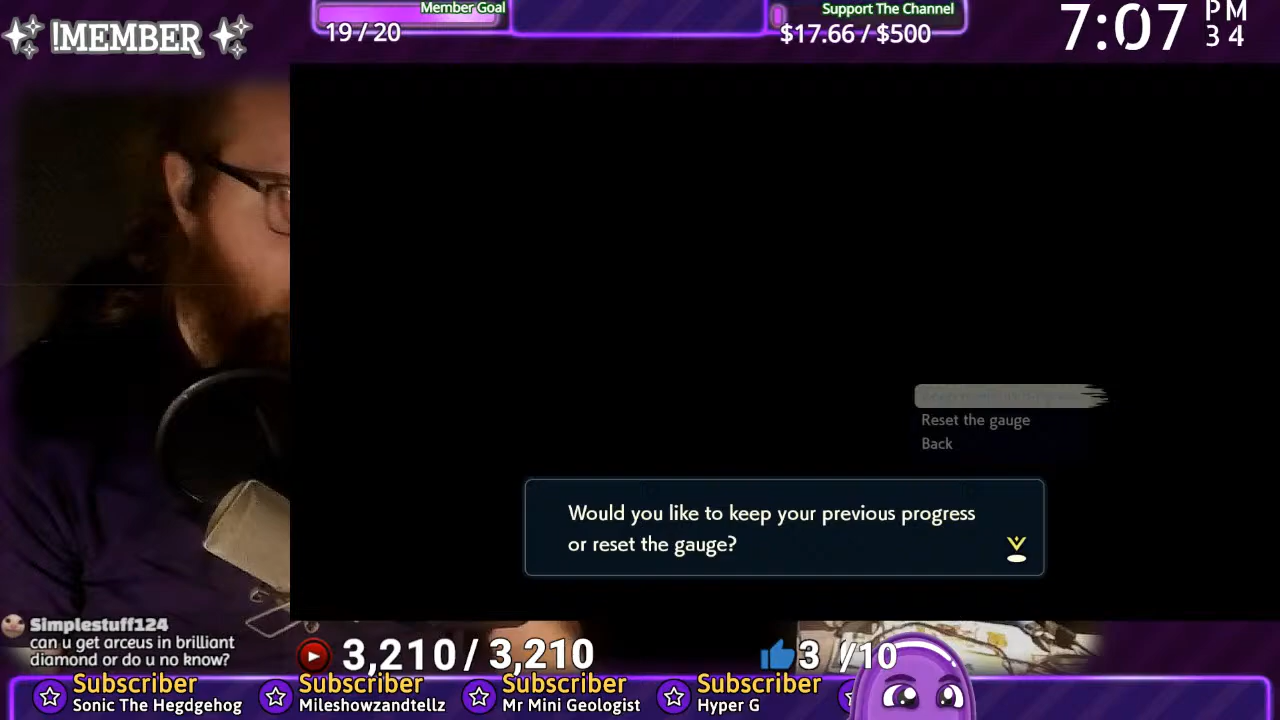 !MEMBER
Member Goal
19 / 20
Support The Channel
$17.66 / $500
7:07 PM 34
Reset the gauge
Back
Would you like to keep your previous progress
or reset the gauge?
Simplestuff124
can u get arceus in brilliant
diamond or do u no know?
3,210 / 3,210
3 /10
Subscriber
Sonic The Hegdgehog
Subscriber
Mileshowzandtellz
Subscriber
Mr Mini Geologist
Subscriber
Hyper G